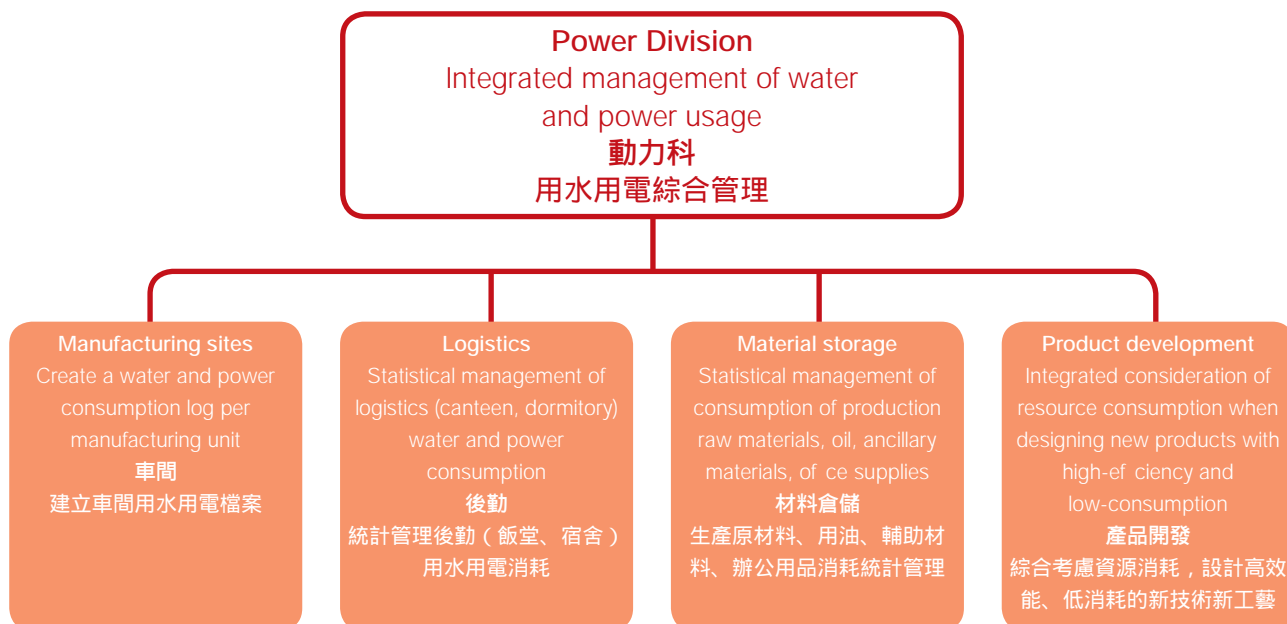 Power Division
Integrated management of water
and power usage
動力科
用水用電綜合管理
Manufacturing sites
Create a water and power
consumption log per
manufacturing unit
車間
建立車間用水用電檔案
Logistics
Statistical management of
logistics (canteen, dormitory)
water and power
consumption
後勤
統計管理後勤(飯堂、宿舍)
用水用電消耗
Material storage
Statistical management of
consumption of production
raw materials, oil, ancillary
materials, of ce supplies
材料倉儲
生產原材料、用油、輔助材
料、辦公用品消耗統計管理
Product development
Integrated consideration of
resource consumption when
designing new products with
high-ef ciency and
low-consumption
產品開發
綜合考慮資源消耗,設計高效
能、低消耗的新技術新工藝